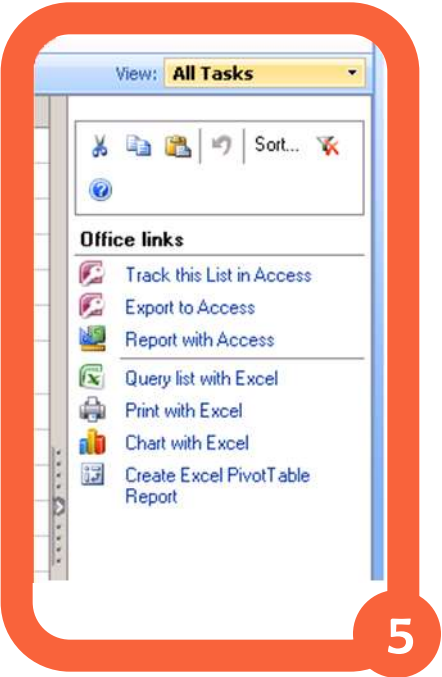 View: All Tasks
Sort...
Office links
Track this List in Access
Export to Access
Report with Access
Query list with Excel
Print with Excel
Chart with Excel
Create Excel PivotTable
Report
5